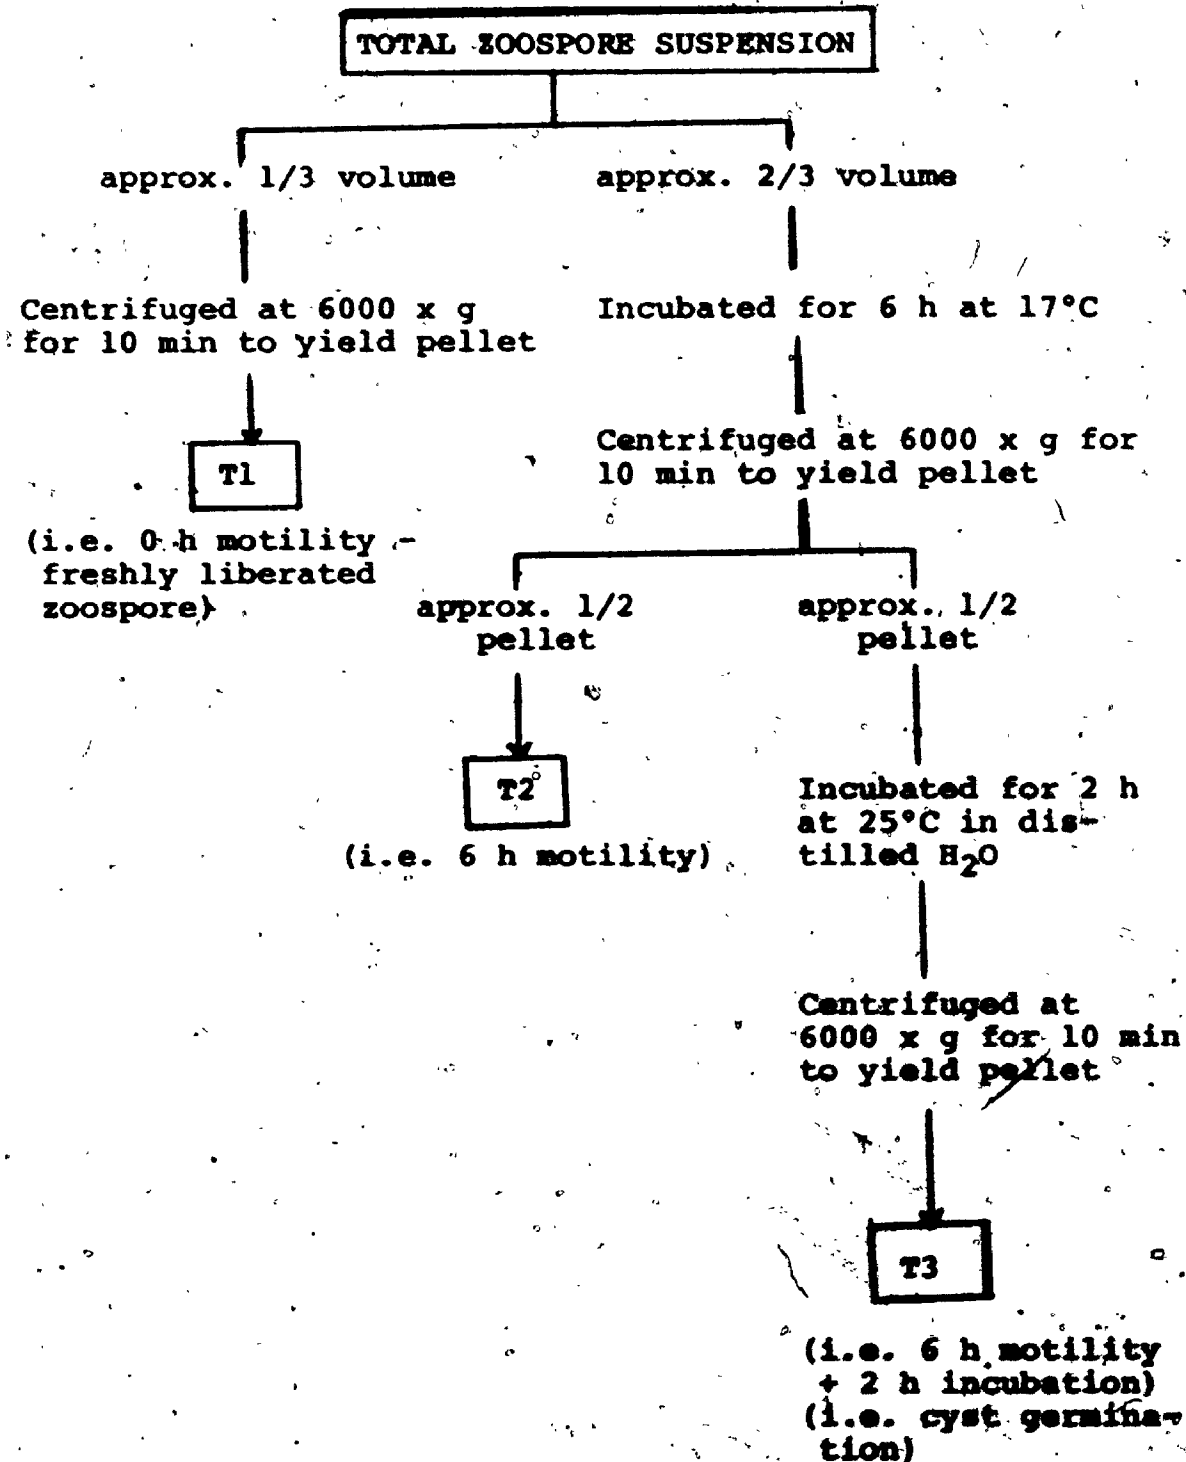 TOTAL ZOOSPORE SUSPENSION
approx. 1/3 volume
approx. 2/3 volume
Centrifuged at 6000 x g
for 10 min to yield pellet
Incubated for 6 h at 17°C
Centrifuged at 6000 x g for
10 min to yield pellet
T1
(i.e. 0 h motility -
freshly liberated
zoospore)
approx. 1/2
pellet
approx. 1/2
pellet
T2
(i.e. 6 h motility)
Incubated for 2 h
at 25°C in dis-
tilled H₂O
Centrifuged at
6000 x g for 10 min
to yield pellet
T3
(i.e. 6 h motility
+ 2 h incubation)
(i.e. cyst germina-
tion)